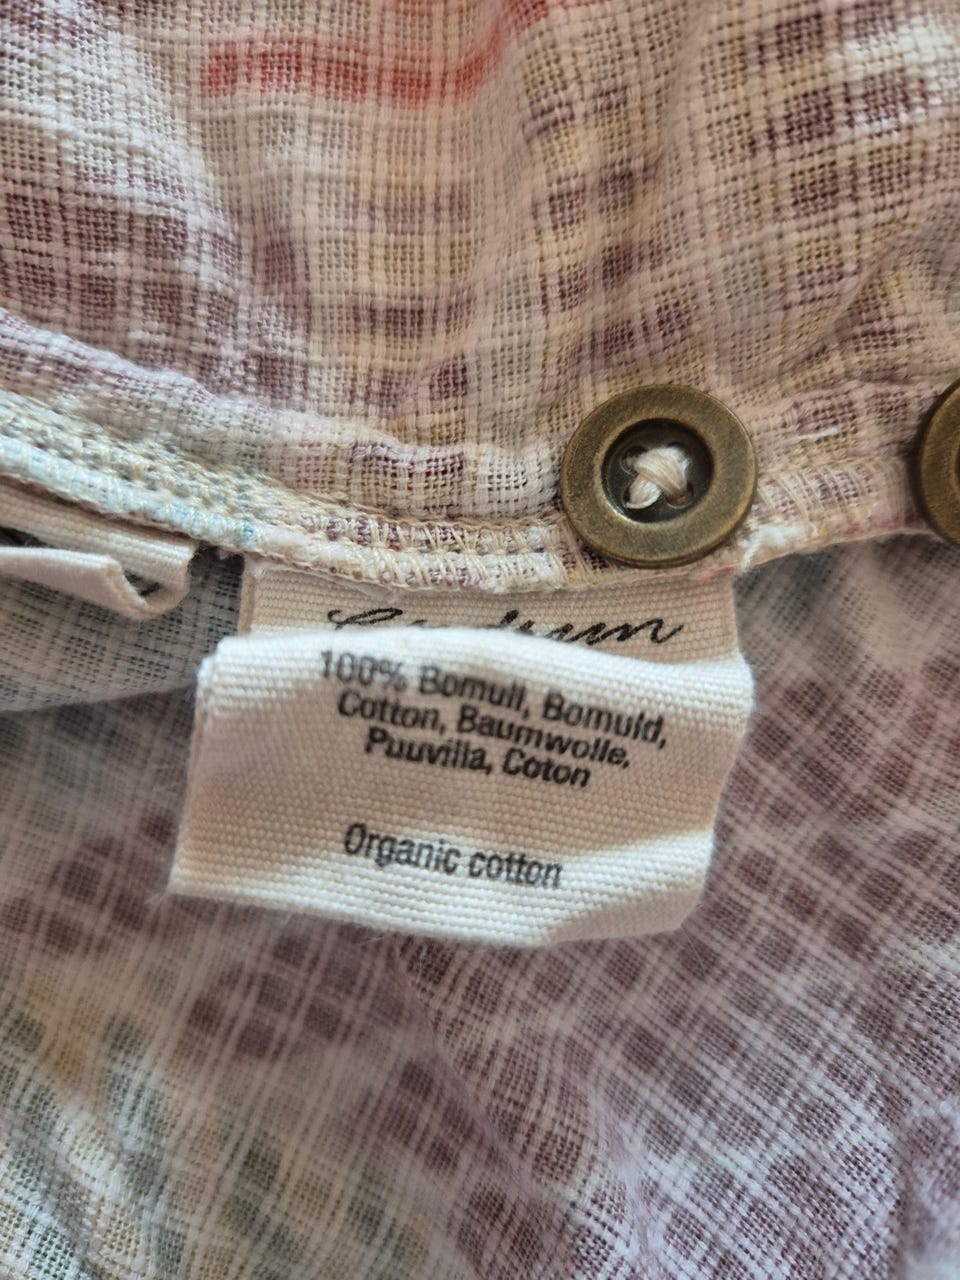 100% Bomull, Bomuld,
Cotton, Baumwolle,
Puuvilla, Coton
Organic cotton